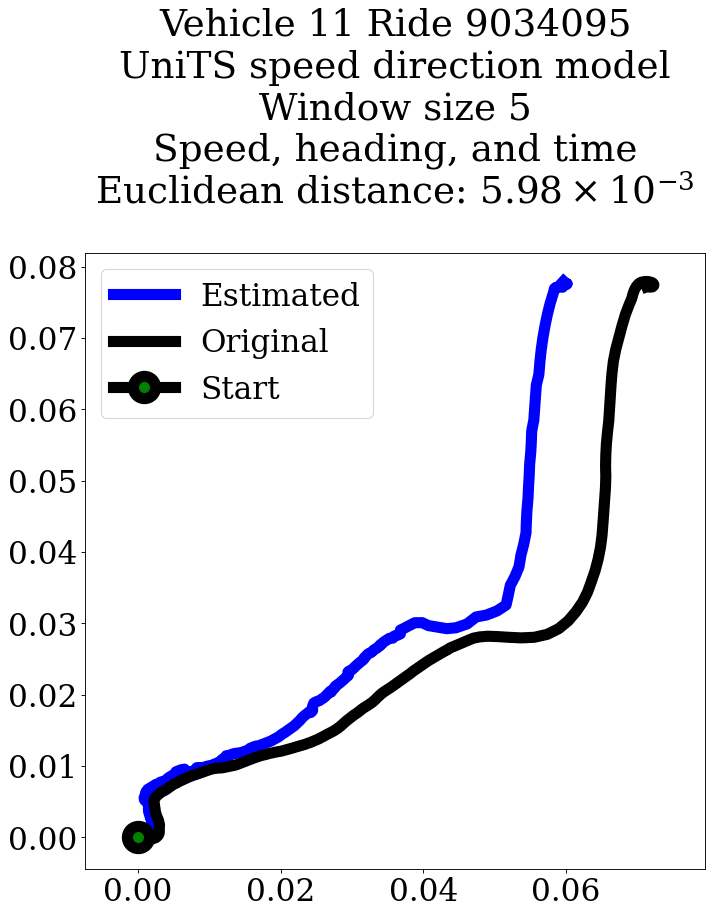 Vehicle 11 Ride 9034095
UniTS speed direction model
Window size 5
Speed, heading, and time
Euclidean distance: 5.98 × 10⁻³
Estimated
Original
Start
0.08
0.07
0.06
0.05
0.04
0.03
0.02
0.01
0.00
0.00 0.02 0.04 0.06